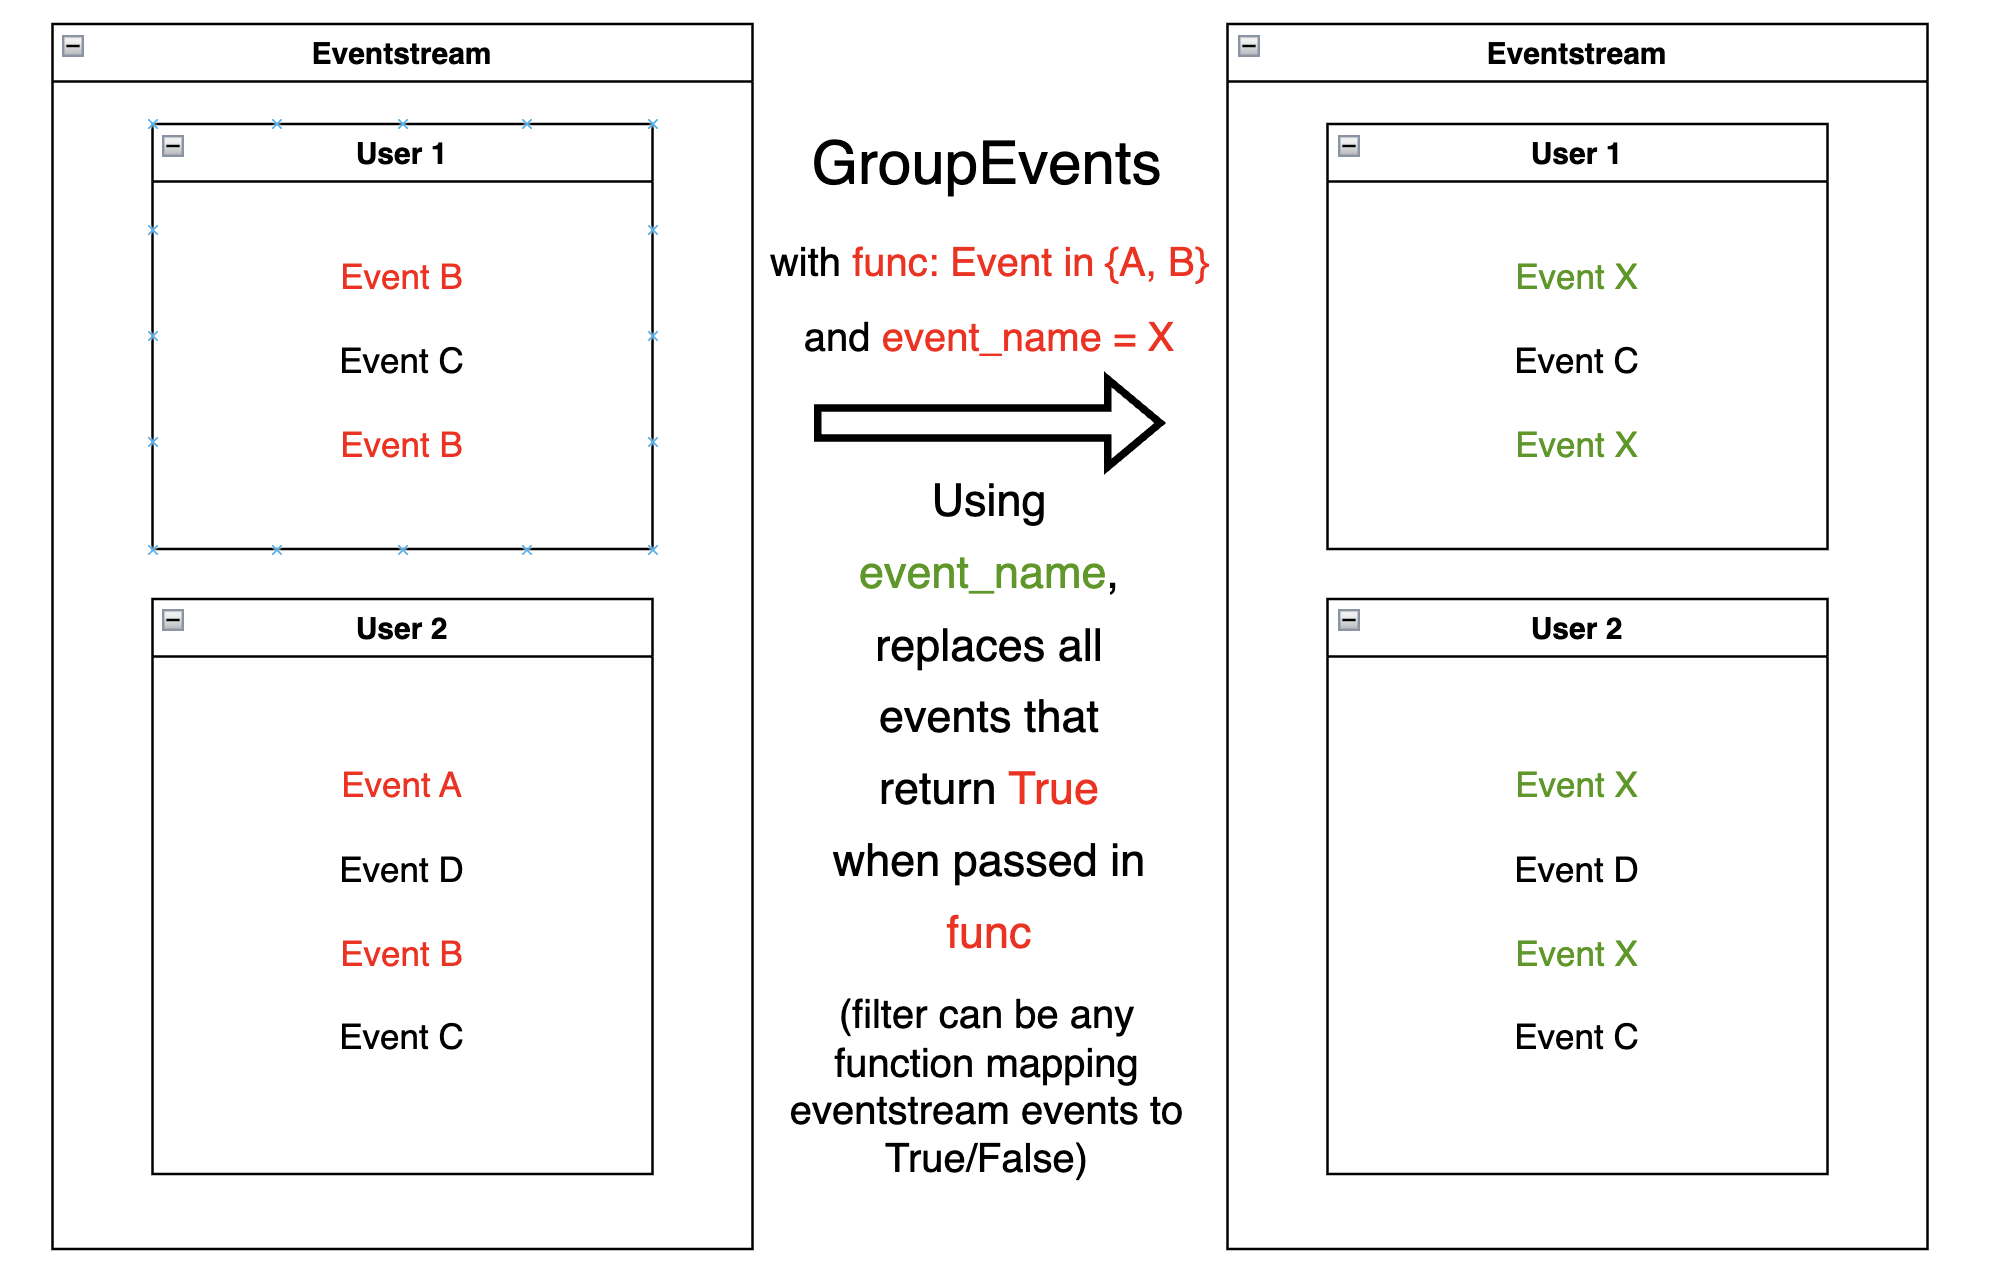 Eventstream
User 1
Event B
Event C
Event B
User 2
Event A
Event D
Event B
Event C
GroupEvents
with func: Event in {A, B}
and event_name = X
Using
event_name,
replaces all
events that
return True
when passed in
func
(filter can be any
function mapping
eventstream events to
True/False)
Eventstream
User 1
Event X
Event C
Event X
User 2
Event X
Event D
Event X
Event C